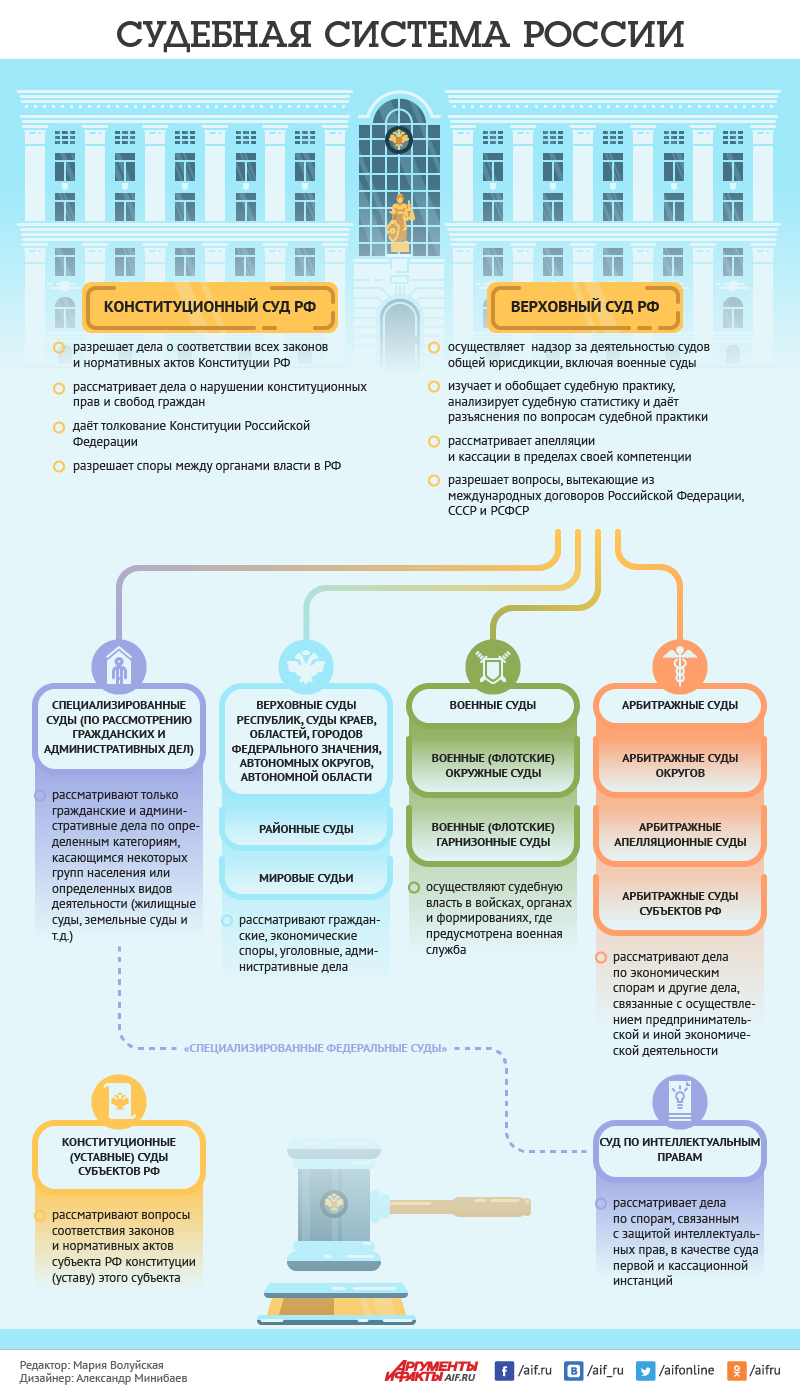 СУДЕБНАЯ СИСТЕМА РОССИИ
КОНСТИТУЦИОННЫЙ СУД РФ
разрешает дела о соответствии всех законов
и нормативных актов Конституции РФ
рассматривает дела о нарушении конституционных
прав и свобод граждан
даёт толкование Конституции Российской
Федерации
разрешает споры между органами власти в РФ
ВЕРХОВНЫЙ СУД РФ
осуществляет надзор за деятельностью судов
общей юрисдикции, включая военные суды
изучает и обобщает судебную практику,
анализирует судебную статистику и даёт
разъяснения по вопросам судебной практики
рассматривает апелляции
и кассации в пределах своей компетенции
разрешает вопросы, вытекающие из
международных договоров Российской Федерации,
СССР и РСФСР
СПЕЦИАЛИЗИРОВАННЫЕ
СУДЫ (ПО РАССМОТРЕНИЮ
ГРАЖДАНСКИХ И
АДМИНИСТРАТИВНЫХ ДЕЛ)
рассматривают только
гражданские и админи-
стративные дела по опре-
деленным категориям,
касающимся некоторых
групп населения или
определенных видов
деятельности (жилищные
суды, земельные суды и
т.д.)
ВЕРХОВНЫЕ СУДЫ
РЕСПУБЛИК, СУДЫ КРАЕВ,
ОБЛАСТЕЙ, ГОРОДОВ
ФЕДЕРАЛЬНОГО ЗНАЧЕНИЯ,
АВТОНОМНЫХ ОКРУГОВ,
АВТОНОМНОЙ ОБЛАСТИ
РАЙОННЫЕ СУДЫ
МИРОВЫЕ СУДЬИ
рассматривают граждан-
ские, экономические
споры, уголовные, адми-
нистративные дела
ВОЕННЫЕ СУДЫ
ВОЕННЫЕ (ФЛОТСКИЕ)
ОКРУЖНЫЕ СУДЫ
ВОЕННЫЕ (ФЛОТСКИЕ)
ГАРНИЗОННЫЕ СУДЫ
осуществляют судебную
власть в войсках, органах
и формированиях, где
предусмотрена военная
служба
АРБИТРАЖНЫЕ СУДЫ
АРБИТРАЖНЫЕ СУДЫ
ОКРУГОВ
АРБИТРАЖНЫЕ
АПЕЛЛЯЦИОННЫЕ СУДЫ
АРБИТРАЖНЫЕ СУДЫ
СУБЪЕКТОВ РФ
рассматривают дела
по экономическим
спорам и другие дела,
связанные с осуществле-
нием предприниматель-
ской и иной экономиче-
ской деятельности
«СПЕЦИАЛИЗИРОВАННЫЕ ФЕДЕРАЛЬНЫЕ СУДЫ»
КОНСТИТУЦИОННЫЕ
(УСТАВНЫЕ) СУДЫ
СУБЪЕКТОВ РФ
рассматривают вопросы
соответствия законов
и нормативных актов
субъекта РФ конституции
(уставу) этого субъекта
СУД ПО ИНТЕЛЛЕКТУАЛЬНЫМ
ПРАВАМ
рассматривает дела
по спорам, связанным
с защитой интеллектуаль-
ных прав, в качестве суда
первой и кассационной
инстанций
Редактор: Мария Волуйская
Дизайнер: Александр Минибаев
АРГУМЕНТЫ
И ФАКТЫ AIF.RU
/aif.ru
/aif_ru
/aifonline
/aifru